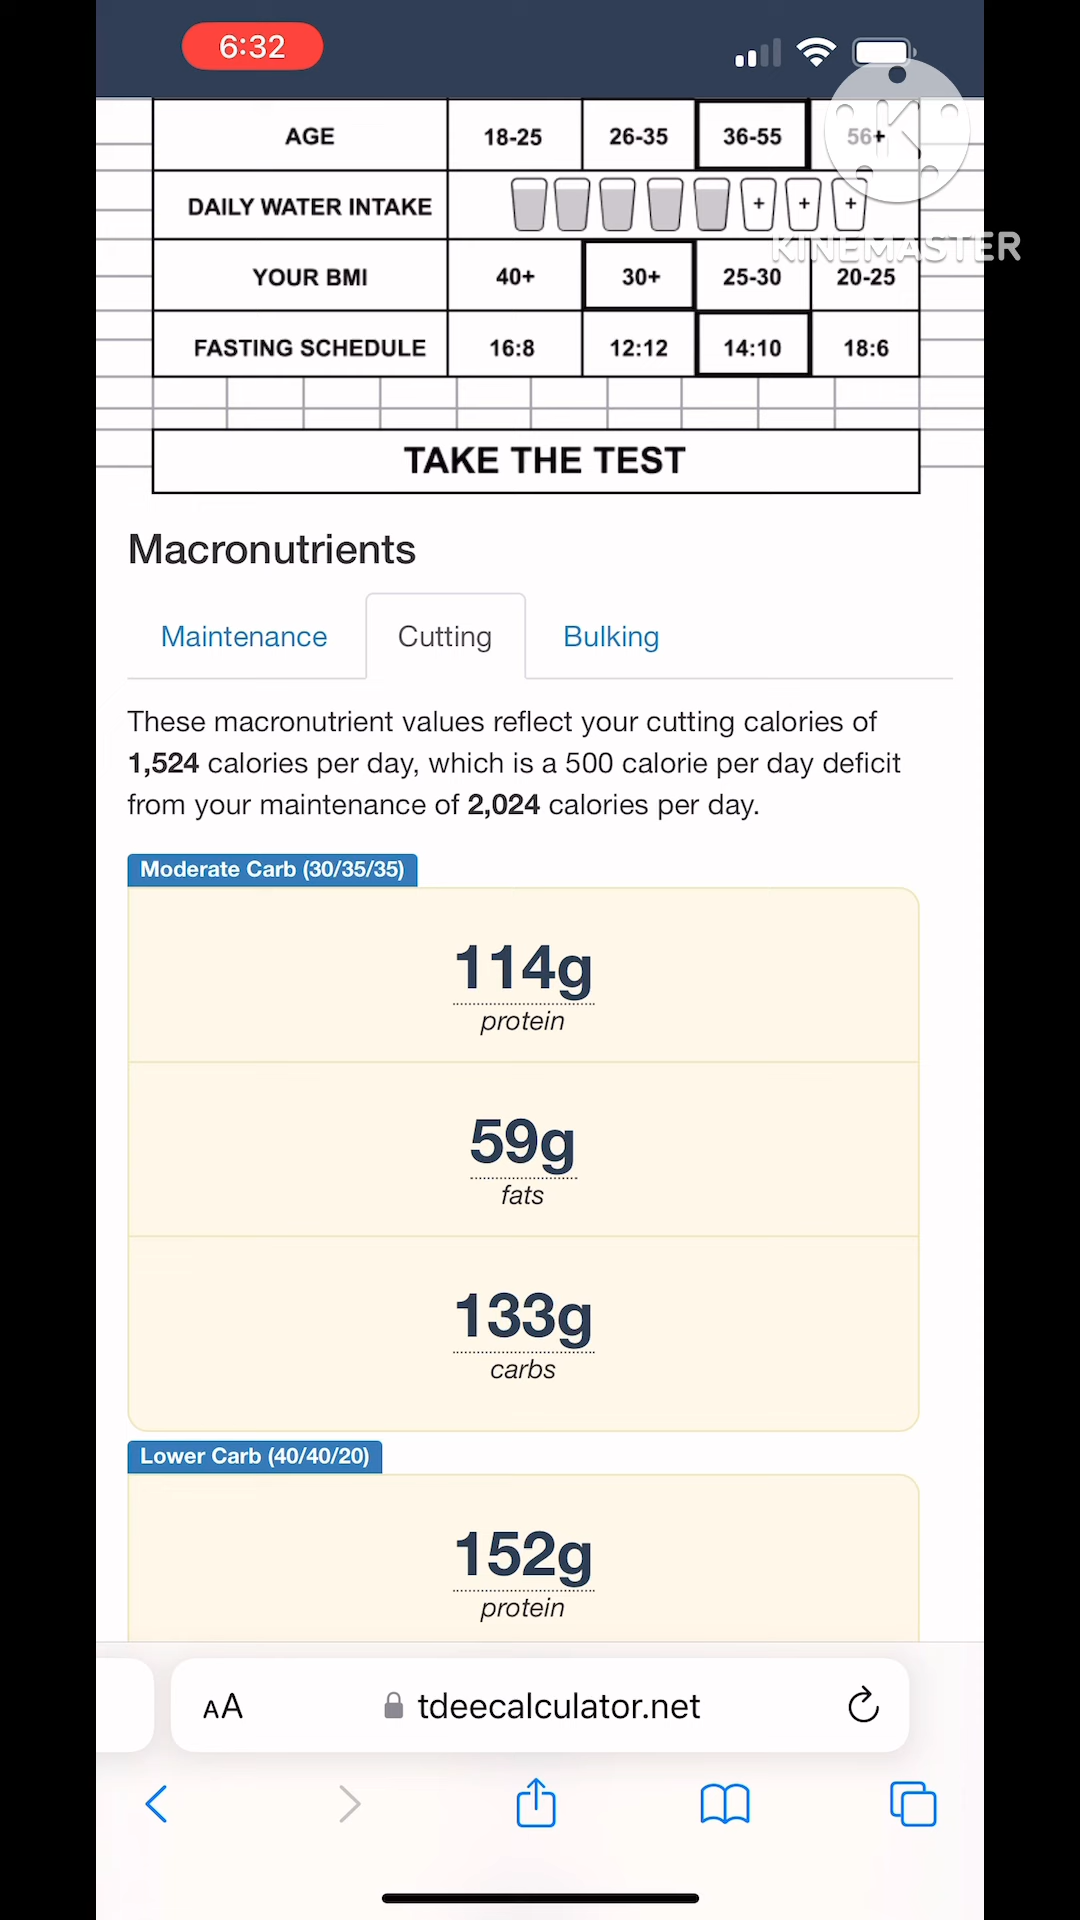 6:32
AGE 18-25 26-35 36-55 56+
DAILY WATER INTAKE + + +
KINEMASTER
YOUR BMI 40+ 30+ 25-30 20-25
FASTING SCHEDULE 16:8 12:12 14:10 18:6
TAKE THE TEST
Macronutrients
Maintenance Cutting Bulking
These macronutrient values reflect your cutting calories of
1,524 calories per day, which is a 500 calorie per day deficit
from your maintenance of 2,024 calories per day.
Moderate Carb (30/35/35)
114g
protein
59g
fats
133g
carbs
Lower Carb (40/40/20)
152g
protein
AA tdeecalculator.net